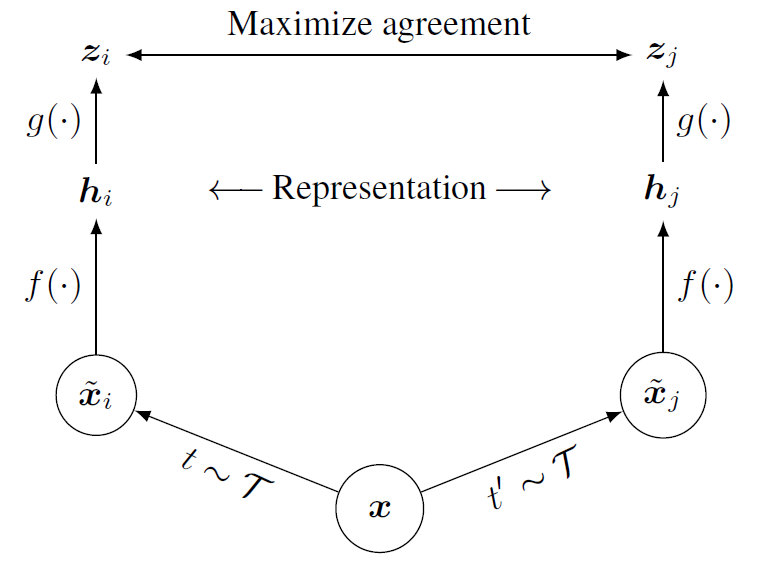 Maximize agreement
z_i z_j
g(·) g(·)
h_i ← Representation → h_j
f(·) f(·)
x̃_i x̃_j
t ∼ 𝒯 t′ ∼ 𝒯
x